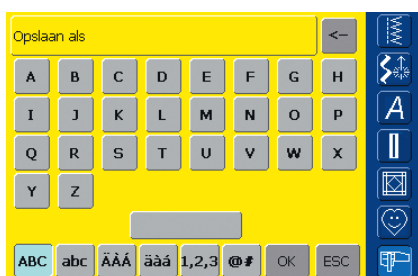 Opslaan als <-
A B C D E F G H
I J K L M N O P
Q R S T U V W X
Y Z
ABC abc ÄÀÁ äàá 1,2,3 @# OK ESC
A